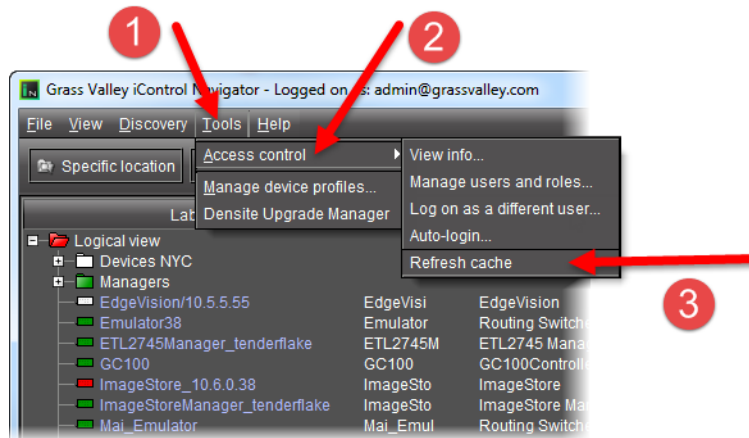 1
2
Grass Valley iControl Navigator - Logged on as: admin@grassvalley.com
File View Discovery Tools Help
Specific location
Access control
Manage device profiles...
Densite Upgrade Manager
View info...
Manage users and roles...
Log on as a different user...
Auto-login...
Refresh cache
3
Lab
Logical view
Devices NYC
Managers
EdgeVision/10.5.5.55 EdgeVisi EdgeVision
Emulator38 Emulator Routing Switche
ETL2745Manager_tenderflake ETL2745M ETL2745 Mana
GC100 GC100 GC100Controlle
ImageStore_10.6.0.38 ImageSto ImageStore
ImageStoreManager_tenderflake ImageSto ImageStore Ma
Mai_Emulator Mai_Emul Routing Switche